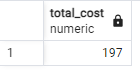 total_cost
numeric
1
197